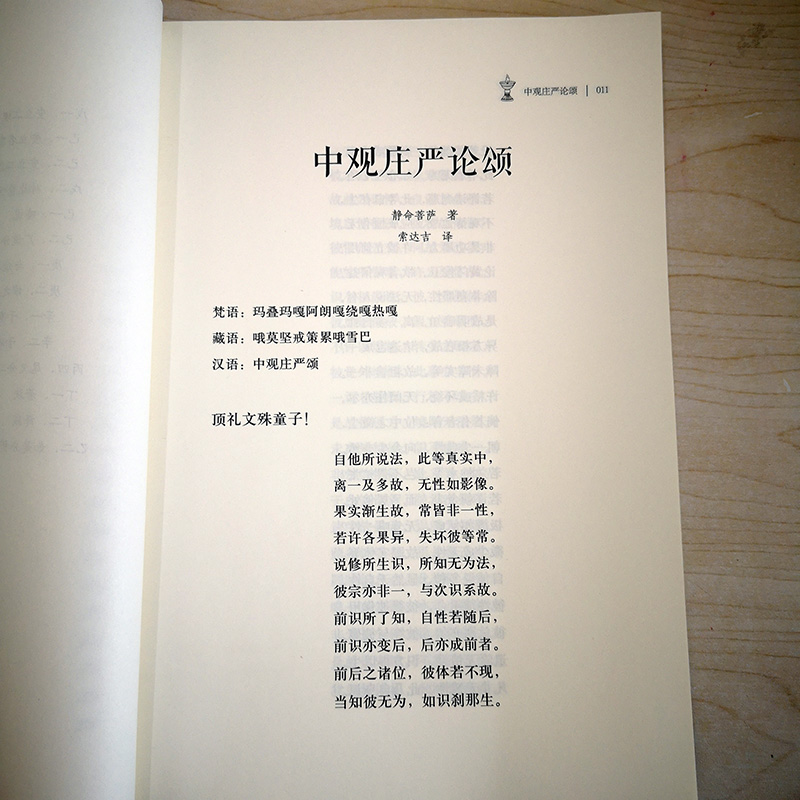 中观庄严论颂 | 011
中观庄严论颂
静命菩萨 著
索达吉 译
梵语：玛叠玛嘎阿朗嘎绕嘎热嘎
藏语：哦莫坚戒策累哦雪巴
汉语：中观庄严颂
顶礼文殊童子！
自他所说法，此等真实中，
离一及多故，无性如影像。
果实渐生故，常皆非一性，
若许各果异，失坏彼等常。
说修所生识，所知无为法，
彼宗亦非一，与次识系故。
前识所了知，自性若随后，
前识亦变后，后亦成前者。
前后之诸位，彼体若不现，
当知彼无为，如识刹那生。